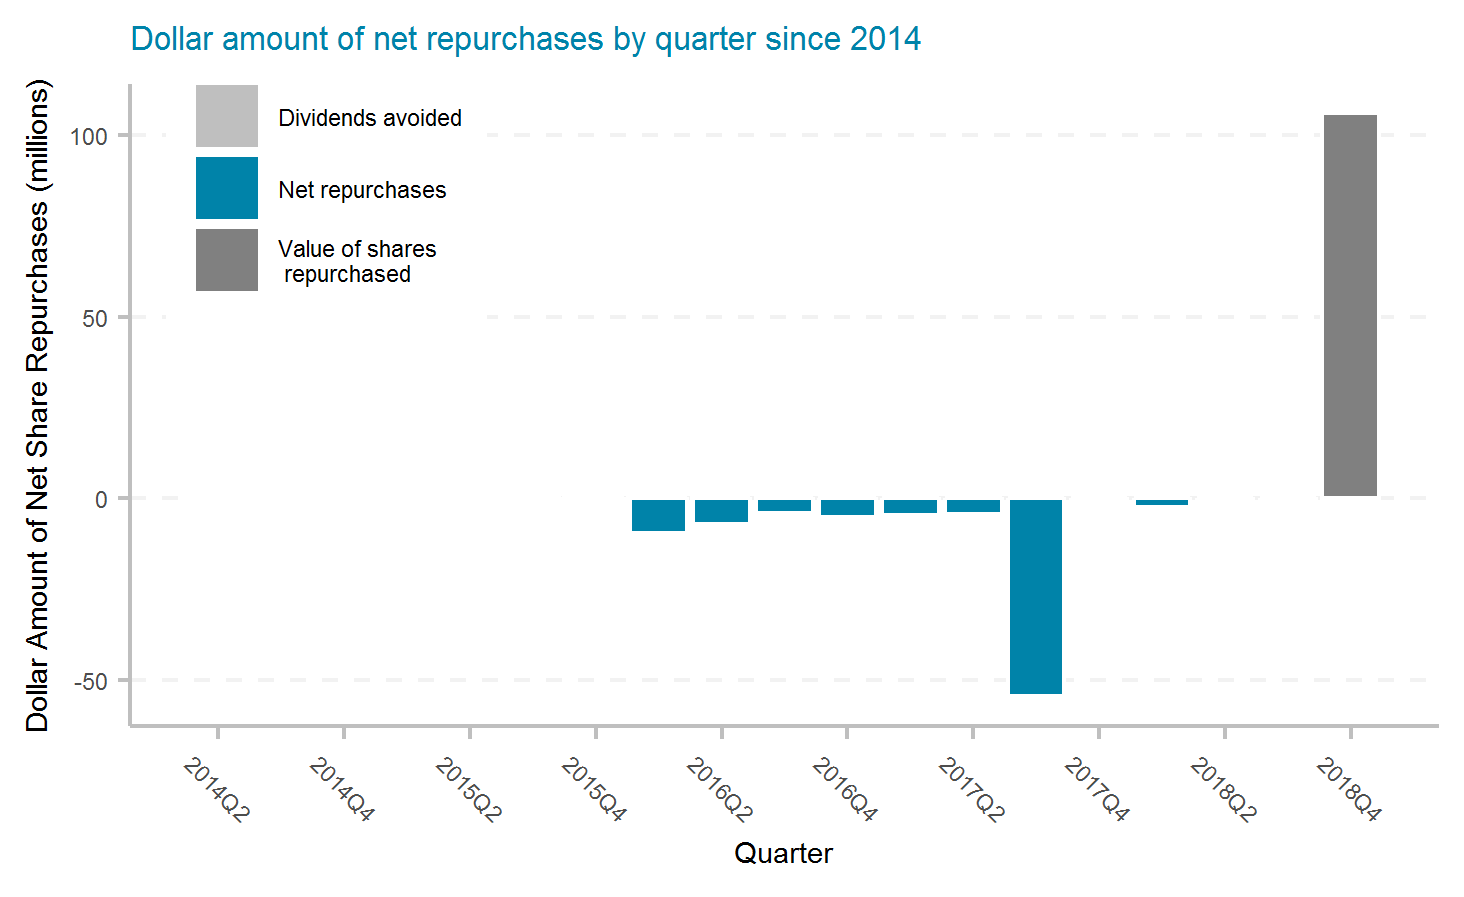 Dollar amount of net repurchases by quarter since 2014
Dollar Amount of Net Share Repurchases (millions)
100
50
0
-50
Dividends avoided
Net repurchases
Value of shares
repurchased
2014Q2
2014Q4
2015Q2
2015Q4
2016Q2
2016Q4
2017Q2
2017Q4
2018Q2
2018Q4
Quarter